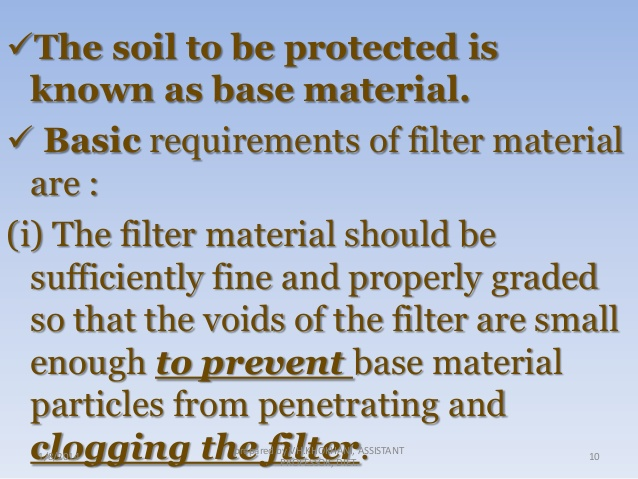 ✓The soil to be protected is
known as base material.
✓ Basic requirements of filter material
are :
(i) The filter material should be
sufficiently fine and properly graded
so that the voids of the filter are small
enough to prevent base material
particles from penetrating and
clogging the filter.
prepared by ASSISTANT
10